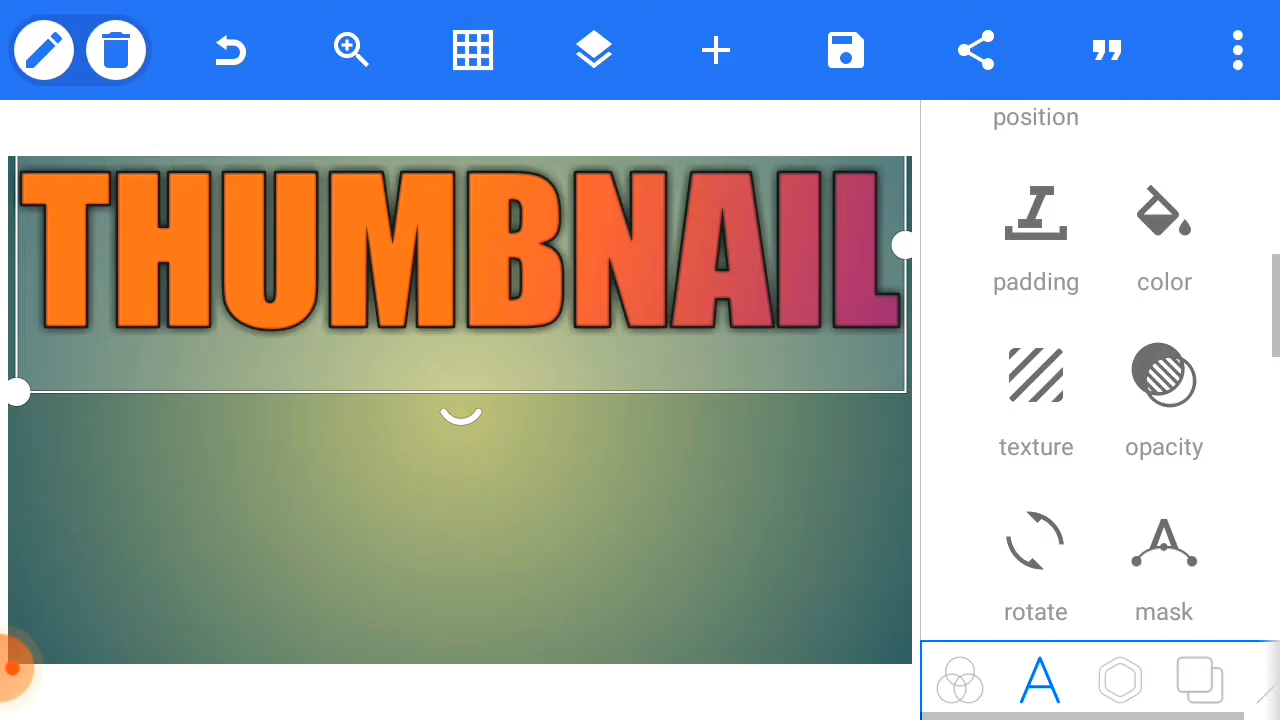 THUMBNAIL
position
padding color
texture opacity
rotate mask